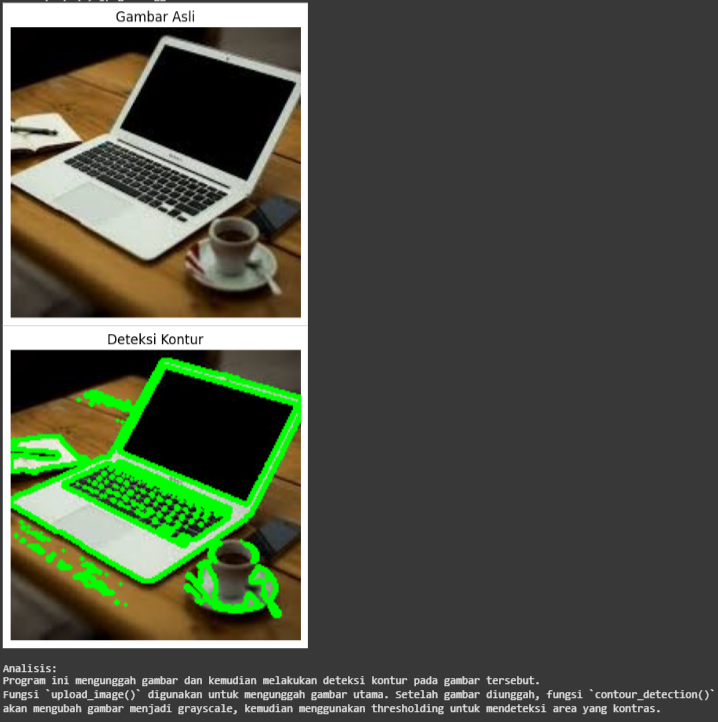 Gambar Asli
Deteksi Kontur
Analisis:
Program ini mengunggah gambar dan kemudian melakukan deteksi kontur pada gambar tersebut.
Fungsi `upload_image()` digunakan untuk mengunggah gambar utama. Setelah gambar diunggah, fungsi `contour_detection()`
akan mengubah gambar menjadi grayscale, kemudian menggunakan thresholding untuk mendeteksi area yang kontras.